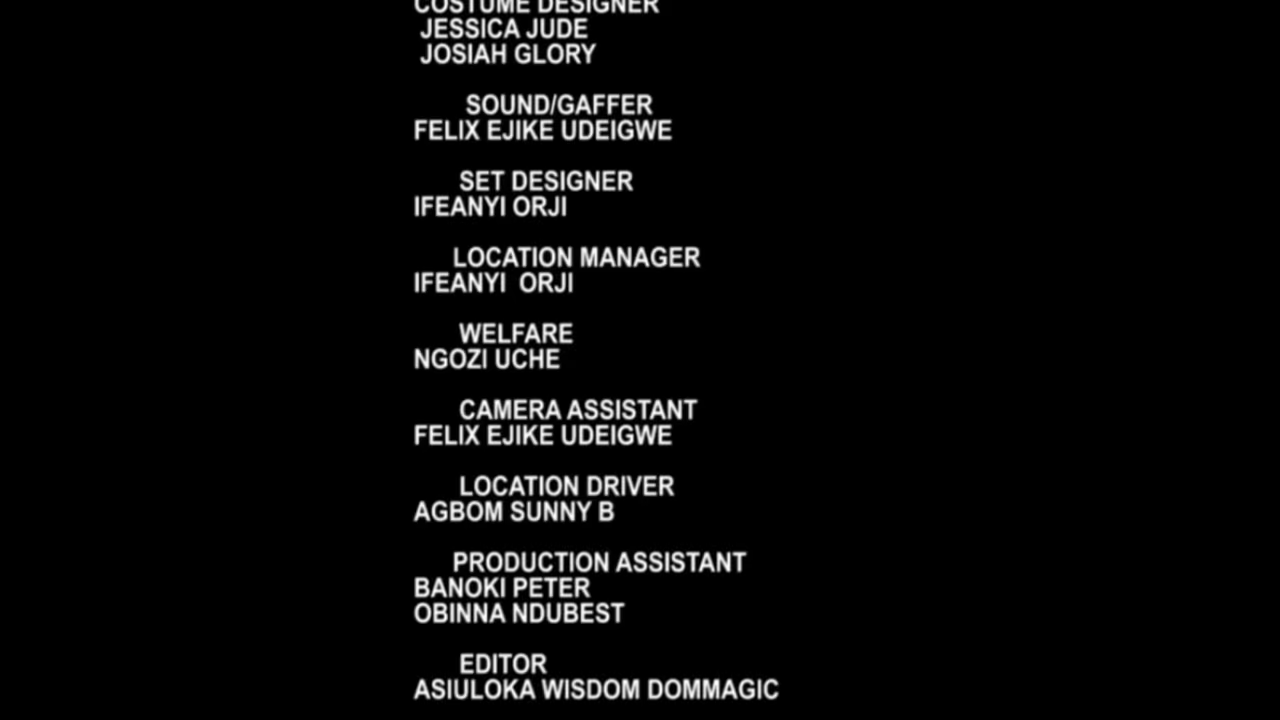 COSTUME DESIGNER
JESSICA JUDE
JOSIAH GLORY
SOUND/GAFFER
FELIX EJIKE UDEIGWE
SET DESIGNER
IFEANYI ORJI
LOCATION MANAGER
IFEANYI ORJI
WELFARE
NGOZI UCHE
CAMERA ASSISTANT
FELIX EJIKE UDEIGWE
LOCATION DRIVER
AGBOM SUNNY B
PRODUCTION ASSISTANT
BANOKI PETER
OBINNA NDUBEST
EDITOR
ASIULOKA WISDOM DOMMAGIC